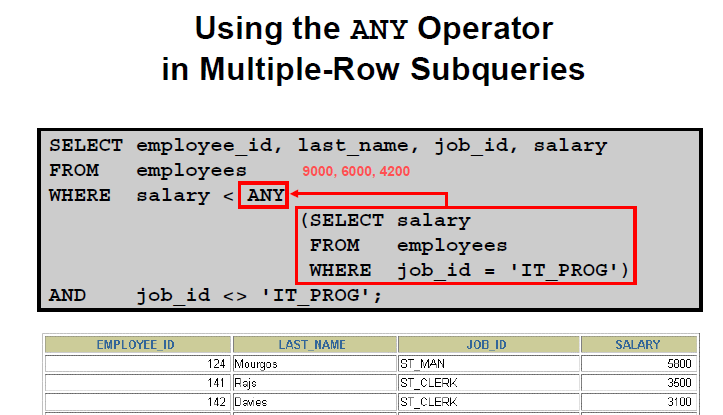 Using the ANY Operator
in Multiple-Row Subqueries
SELECT employee_id, last_name, job_id, salary
FROM employees 9000, 6000, 4200
WHERE salary < ANY
(SELECT salary
FROM employees
WHERE job_id = 'IT_PROG')
AND job_id <> 'IT_PROG';
EMPLOYEE_ID LAST_NAME JOB_ID SALARY
124 Mourgos ST_MAN 5800
141 Rajs ST_CLERK 3500
142 Davies ST_CLERK 3100